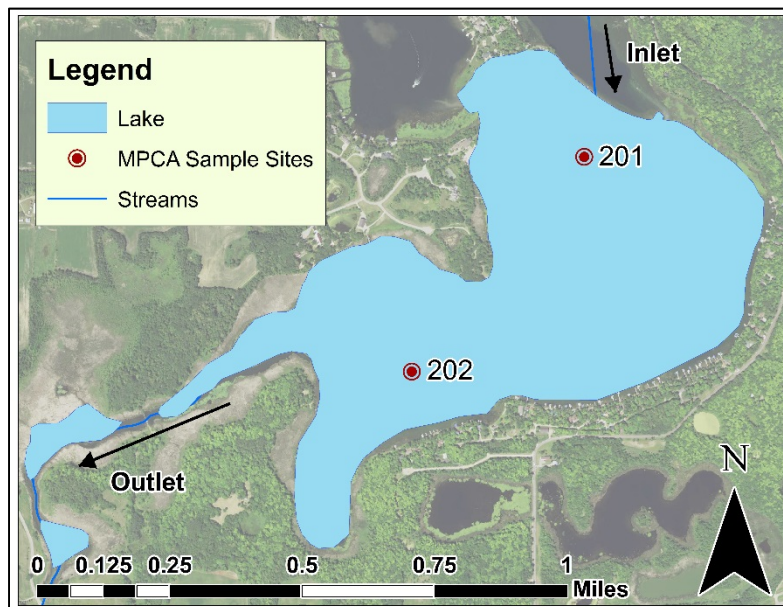 Legend
Lake
MPCA Sample Sites
Streams
Inlet
201
202
Outlet
N
0 0.125 0.25 0.5 0.75 1
Miles